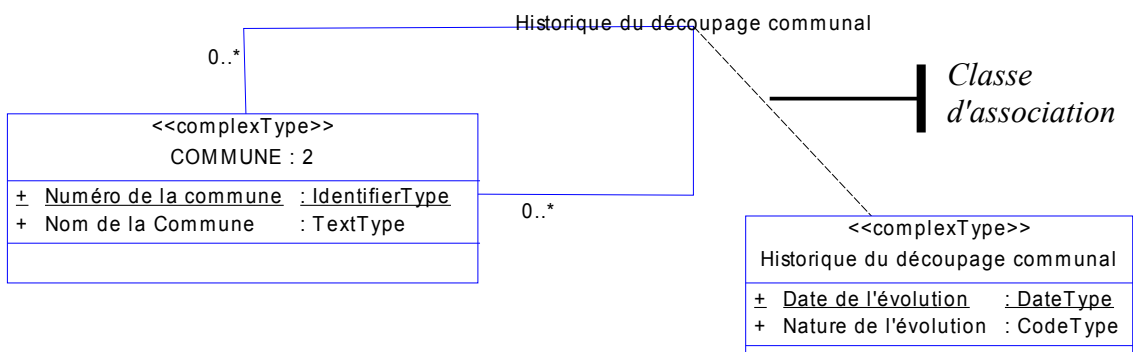 Historique du découpage communal
0..*
Classe
d'association
<<complexType>>
COMMUNE : 2
+ Numéro de la commune : IdentifierType
+ Nom de la Commune : TextType
0..*
<<complexType>>
Historique du découpage communal
+ Date de l'évolution : DateType
+ Nature de l'évolution : CodeType